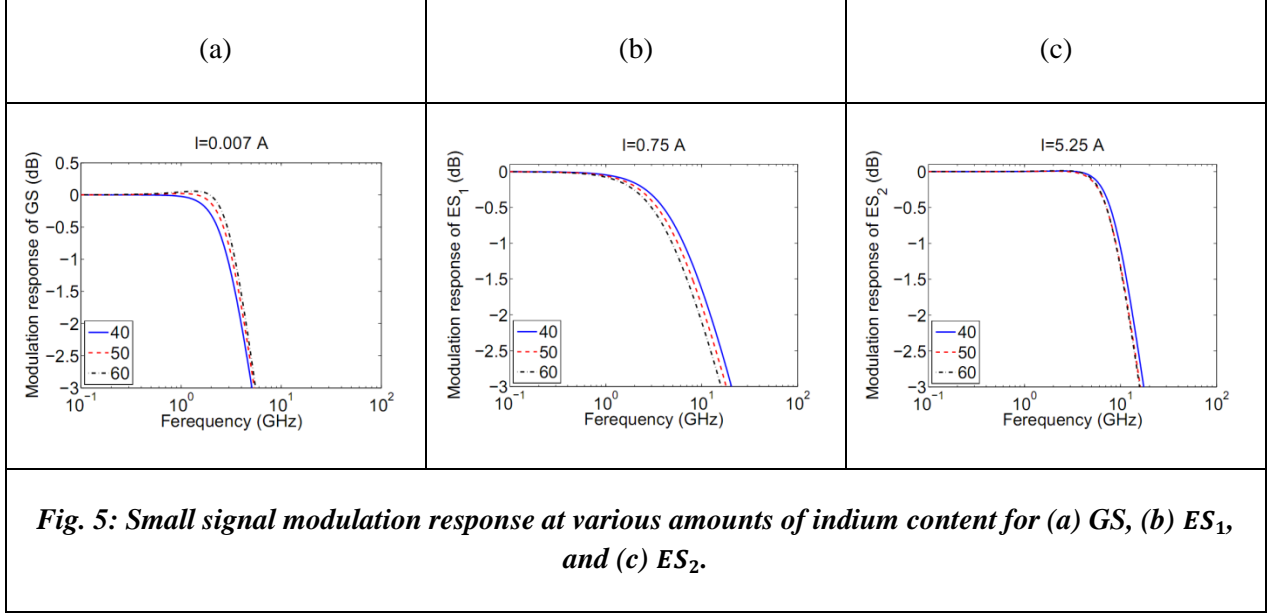 (a)
(b)
(c)
I=0.007 A
Modulation response of GS (dB)
0.5
0
−0.5
−1
−1.5
−2
−2.5
−3
40
50
60
10⁻¹ 10⁰ 10¹ 10²
Ferequency (GHz)
I=0.75 A
Modulation response of ES₁ (dB)
0
−0.5
−1
−1.5
−2
−2.5
−3
40
50
60
10⁻¹ 10⁰ 10¹ 10²
Ferequency (GHz)
I=5.25 A
Modulation response of ES₂ (dB)
0
−0.5
−1
−1.5
−2
−2.5
−3
40
50
60
10⁻¹ 10⁰ 10¹ 10²
Ferequency (GHz)
Fig. 5: Small signal modulation response at various amounts of indium content for (a) GS, (b) ES₁,
and (c) ES₂.